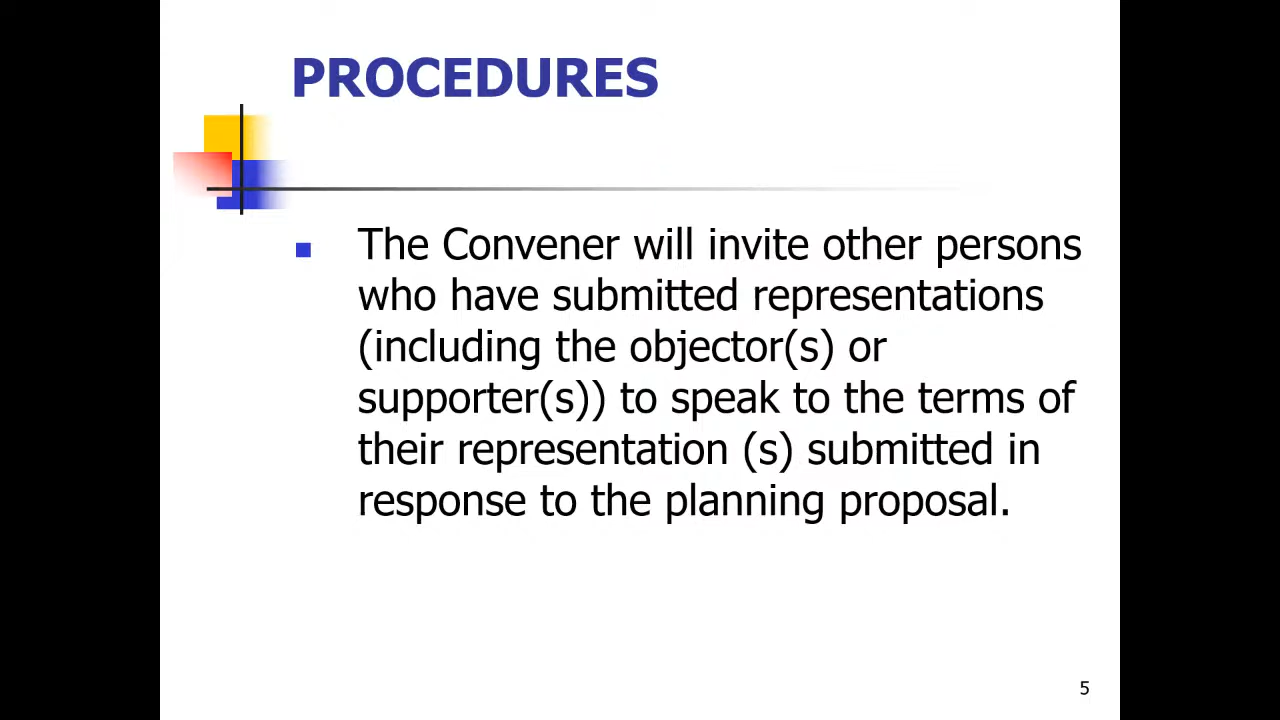 PROCEDURES
The Convener will invite other persons
who have submitted representations
(including the objector(s) or
supporter(s)) to speak to the terms of
their representation (s) submitted in
response to the planning proposal.
5